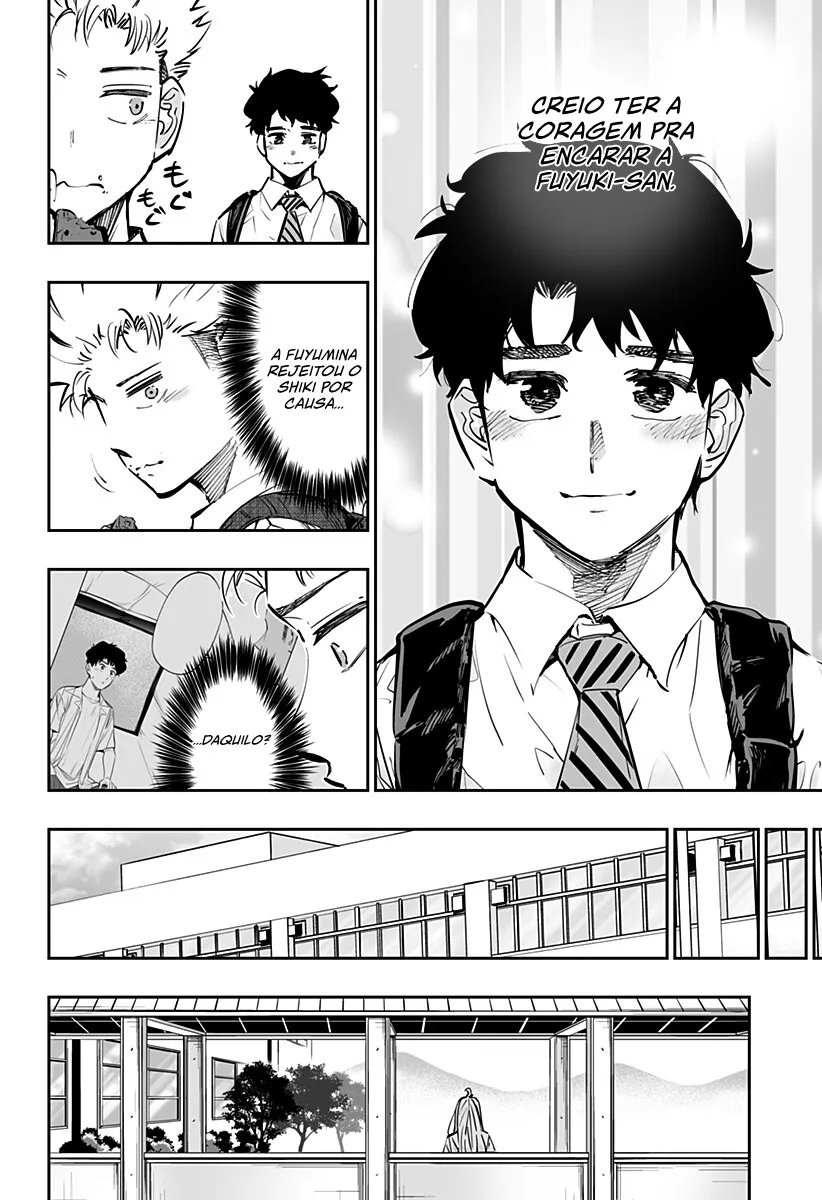 CREIO TER A
CORAGEM PRA
ENCARAR A
FUYUKI-SAN.
もぐ
もぐ
A FUYUMINA
REJEITOU O
SHIKI POR
CAUSA...
...DAQUILO?